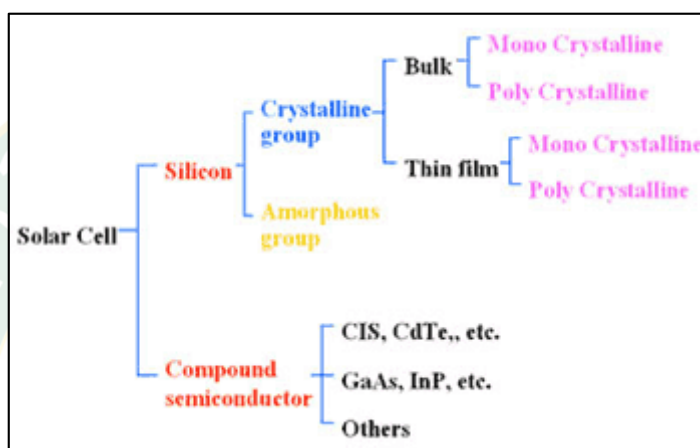 Mono Crystalline
Bulk
Poly Crystalline
Crystalline
group
Mono Crystalline
Thin film
Silicon
Poly Crystalline
Amorphous
group
Solar Cell
CIS, CdTe,, etc.
Compound
semiconductor
GaAs, InP, etc.
Others